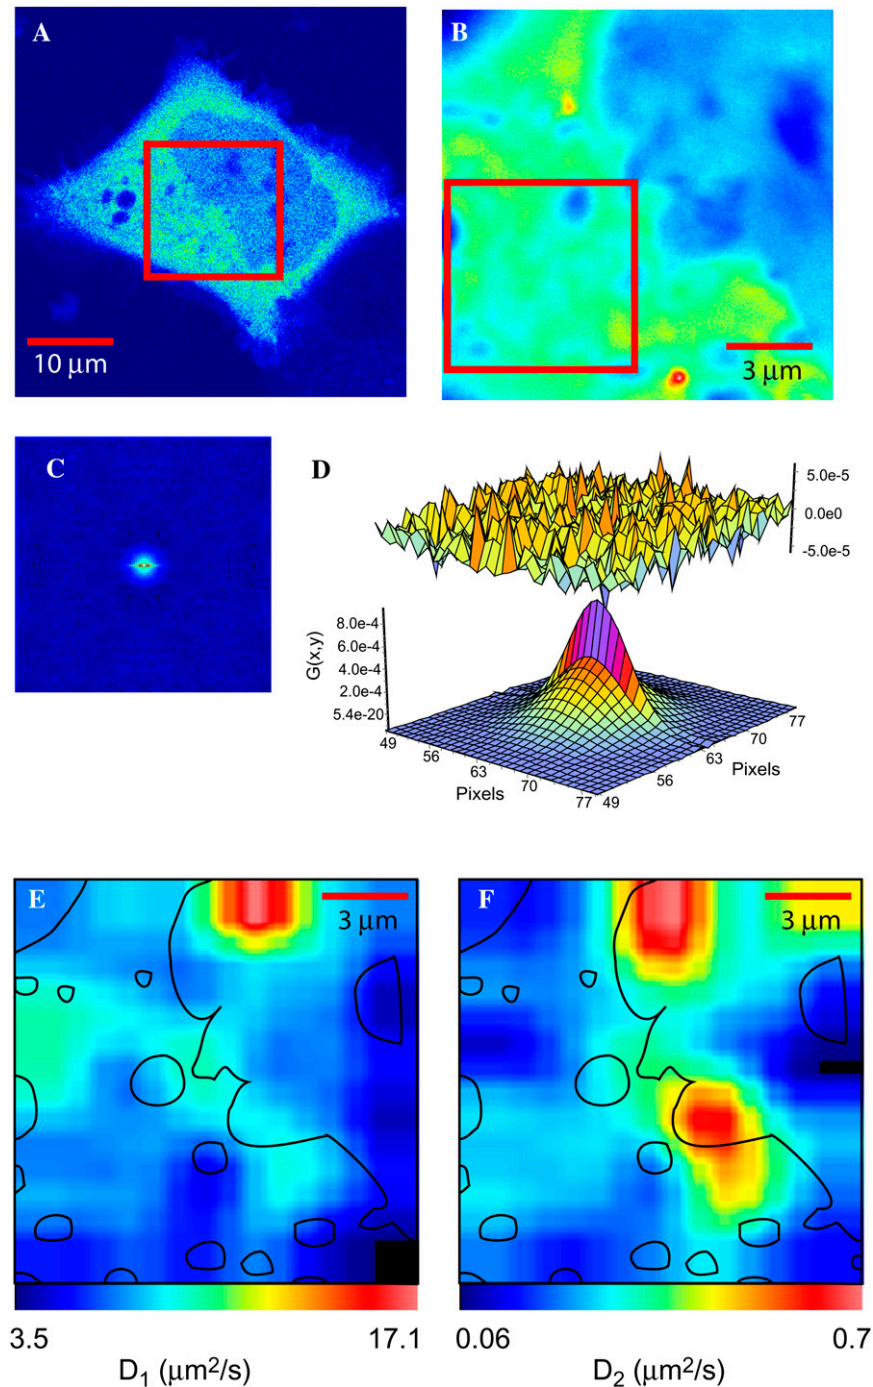 A
B
10 μm
3 μm
C
D
5.0e-5
0.0e0
-5.0e-5
8.0e-4
6.0e-4
4.0e-4
2.0e-4
5.4e-20
G(x,y)
49
56
63
70
77
Pixels
49
56
63
70
77
Pixels
E
3 μm
F
3 μm
3.5
17.1
D₁ (μm²/s)
0.06
0.7
D₂ (μm²/s)